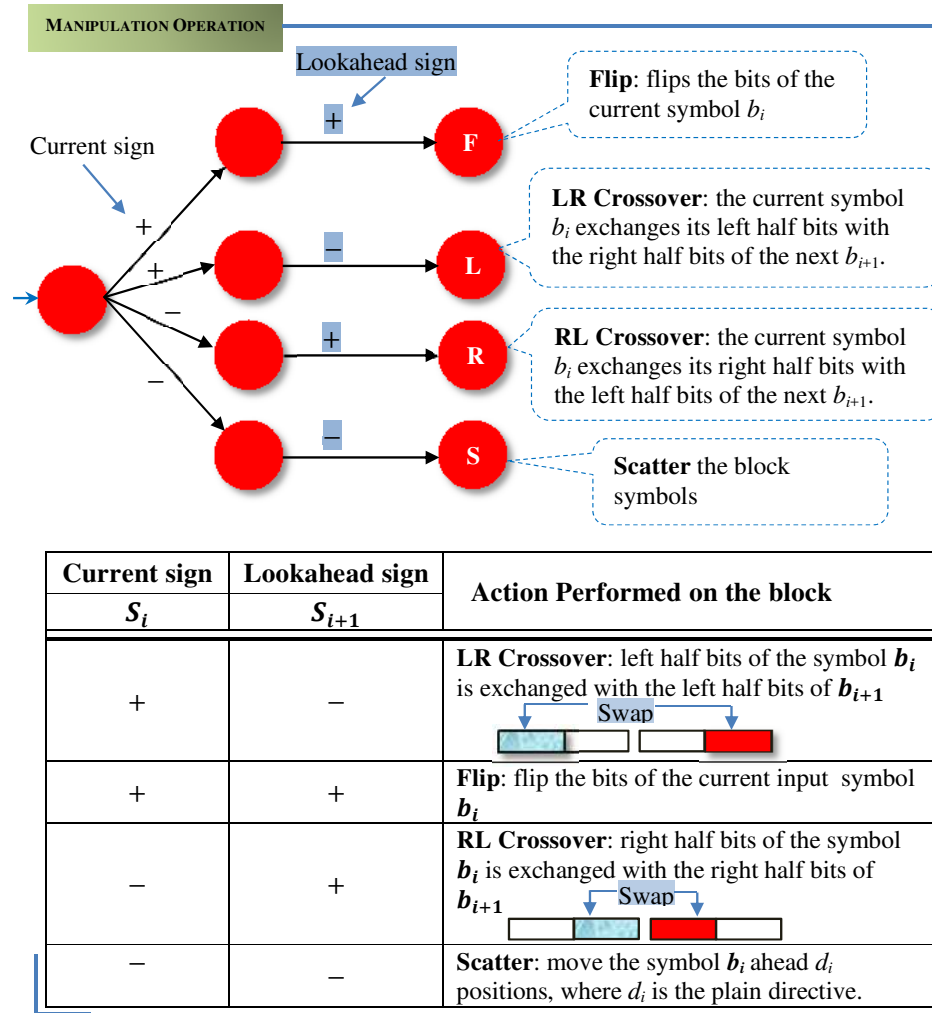 MANIPULATION OPERATION
Lookahead sign
Current sign
+
+
−
−
+
−
+
−
F
L
R
S
Flip: flips the bits of the
current symbol bi
LR Crossover: the current symbol
bi exchanges its left half bits with
the right half bits of the next bi+1.
RL Crossover: the current symbol
bi exchanges its right half bits with
the left half bits of the next bi+1.
Scatter the block
symbols
Current sign
Lookahead sign
Action Performed on the block
Si
Si+1
+
−
LR Crossover: left half bits of the symbol bi
is exchanged with the left half bits of bi+1
Swap
+
+
Flip: flip the bits of the current input symbol
bi
−
+
RL Crossover: right half bits of the symbol
bi is exchanged with the right half bits of
bi+1
Swap
−
−
Scatter: move the symbol bi ahead di
positions, where di is the plain directive.